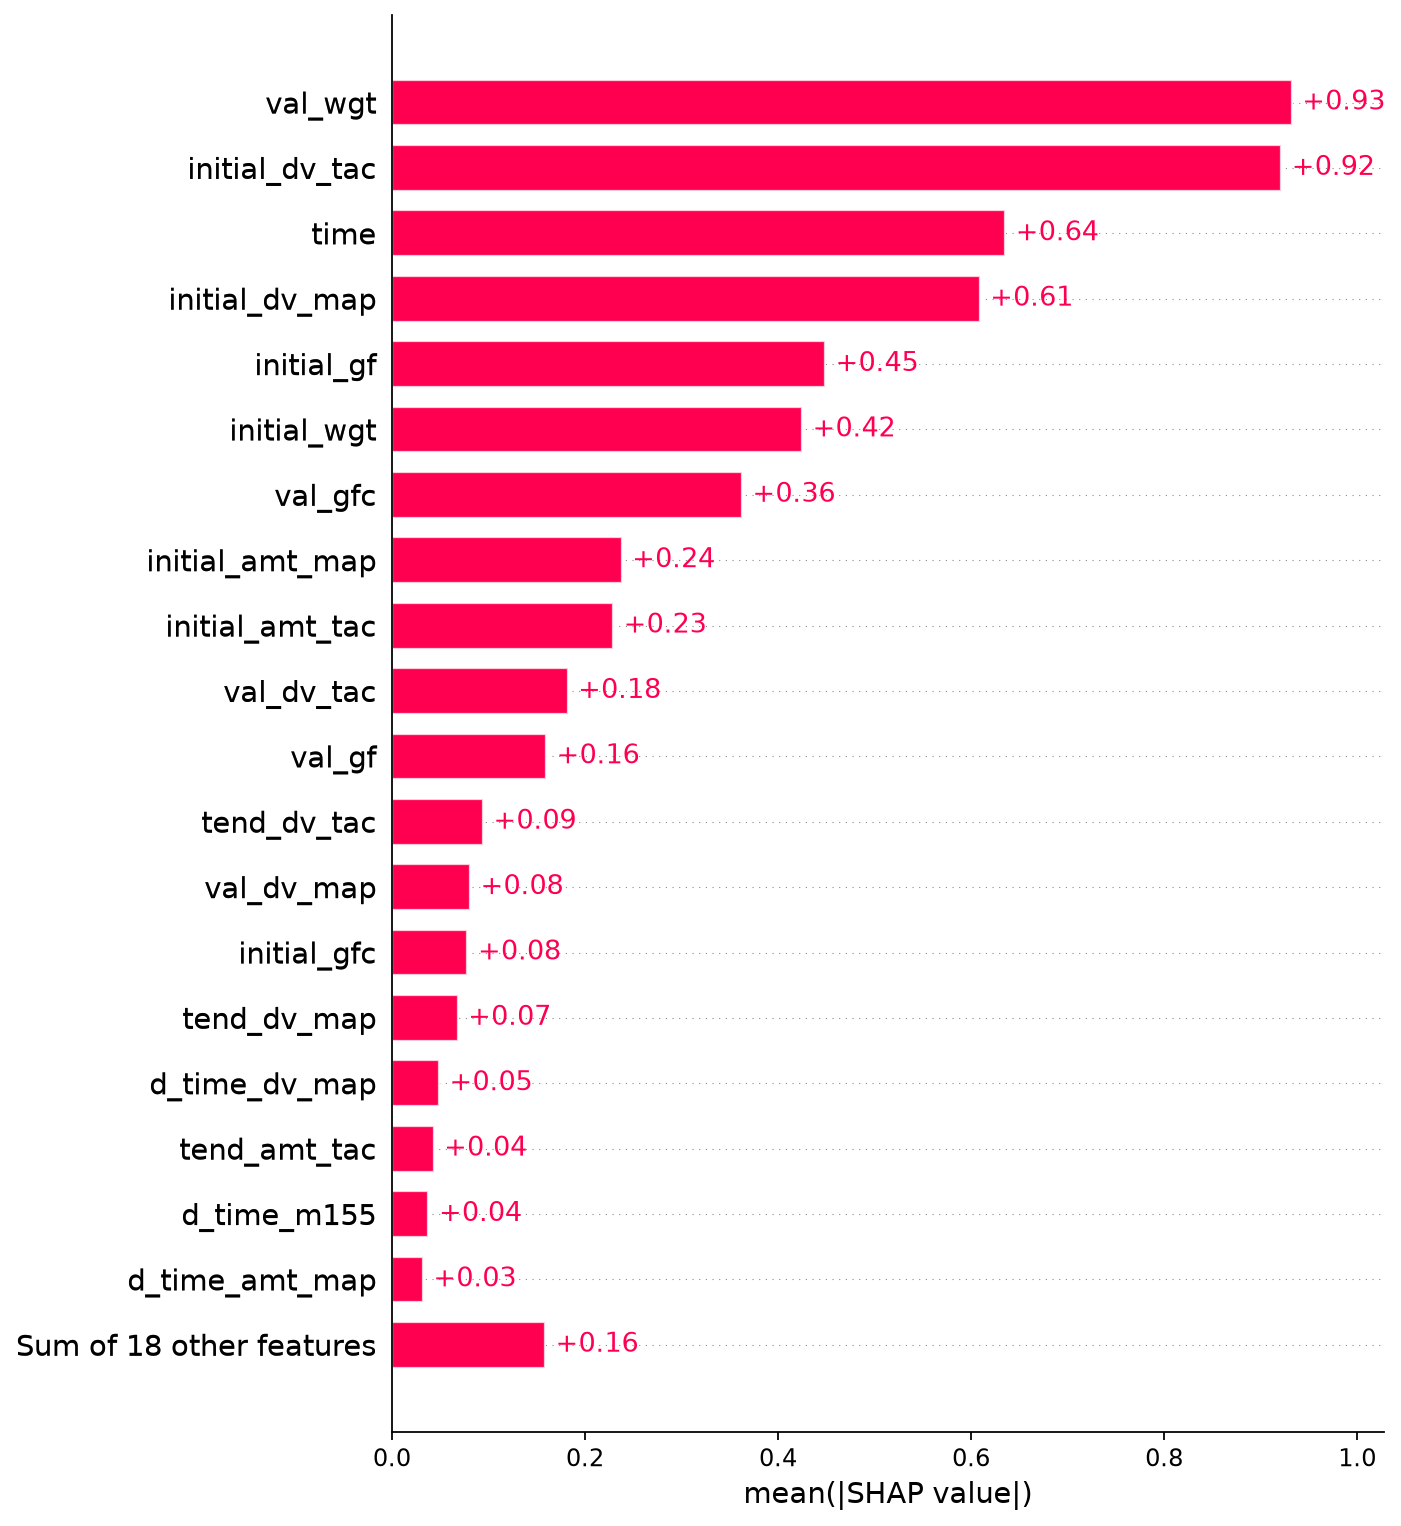 val_wgt +0.93
initial_dv_tac +0.92
time +0.64
initial_dv_map +0.61
initial_gf +0.45
initial_wgt +0.42
val_gfc +0.36
initial_amt_map +0.24
initial_amt_tac +0.23
val_dv_tac +0.18
val_gf +0.16
tend_dv_tac +0.09
val_dv_map +0.08
initial_gfc +0.08
tend_dv_map +0.07
d_time_dv_map +0.05
tend_amt_tac +0.04
d_time_m155 +0.04
d_time_amt_map +0.03
Sum of 18 other features +0.16
0.0 0.2 0.4 0.6 0.8 1.0
mean(|SHAP value|)